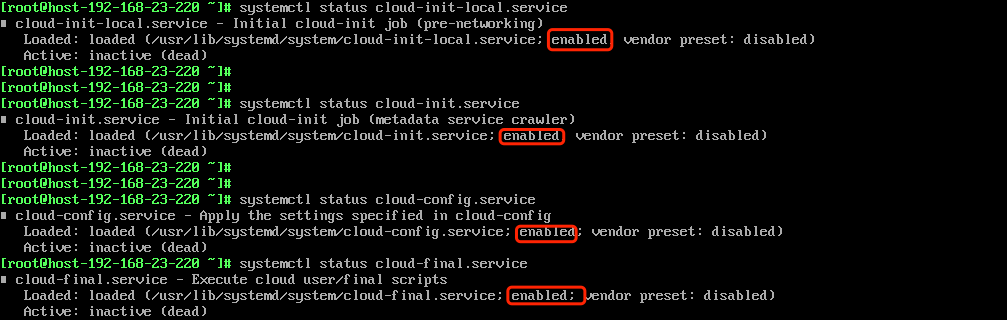 [root@host-192-168-23-220 ~]# systemctl status cloud-init-local.service
cloud-init-local.service - Initial cloud-init job (pre-networking)
Loaded: loaded (/usr/lib/systemd/system/cloud-init-local.service; enabled vendor preset: disabled)
Active: inactive (dead)
[root@host-192-168-23-220 ~]#
[root@host-192-168-23-220 ~]# systemctl status cloud-init.service
cloud-init.service - Initial cloud-init job (metadata service crawler)
Loaded: loaded (/usr/lib/systemd/system/cloud-init.service; enabled vendor preset: disabled)
Active: inactive (dead)
[root@host-192-168-23-220 ~]#
[root@host-192-168-23-220 ~]#
[root@host-192-168-23-220 ~]# systemctl status cloud-config.service
cloud-config.service - Apply the settings specified in cloud-config
Loaded: loaded (/usr/lib/systemd/system/cloud-config.service; enabled; vendor preset: disabled)
Active: inactive (dead)
[root@host-192-168-23-220 ~]# systemctl status cloud-final.service
cloud-final.service - Execute cloud user/final scripts
Loaded: loaded (/usr/lib/systemd/system/cloud-final.service; enabled; vendor preset: disabled)
Active: inactive (dead)